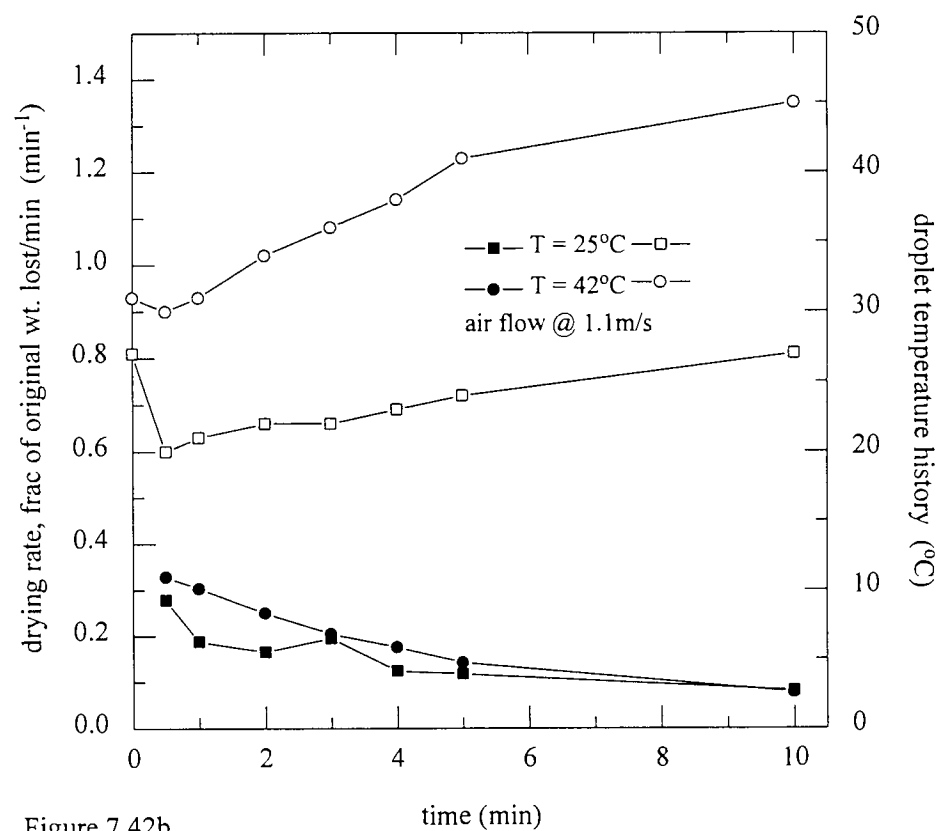 50
1.4
1.2
40
1.0
T = 25°C
30
T = 42°C
air flow @ 1.1m/s
0.8
0.6
20
0.4
10
0.2
0.0
0
0
2
4
6
8
10
time (min)
drying rate, frac of original wt. lost/min (min⁻¹)
droplet temperature history (°C)
Figure 7.42b